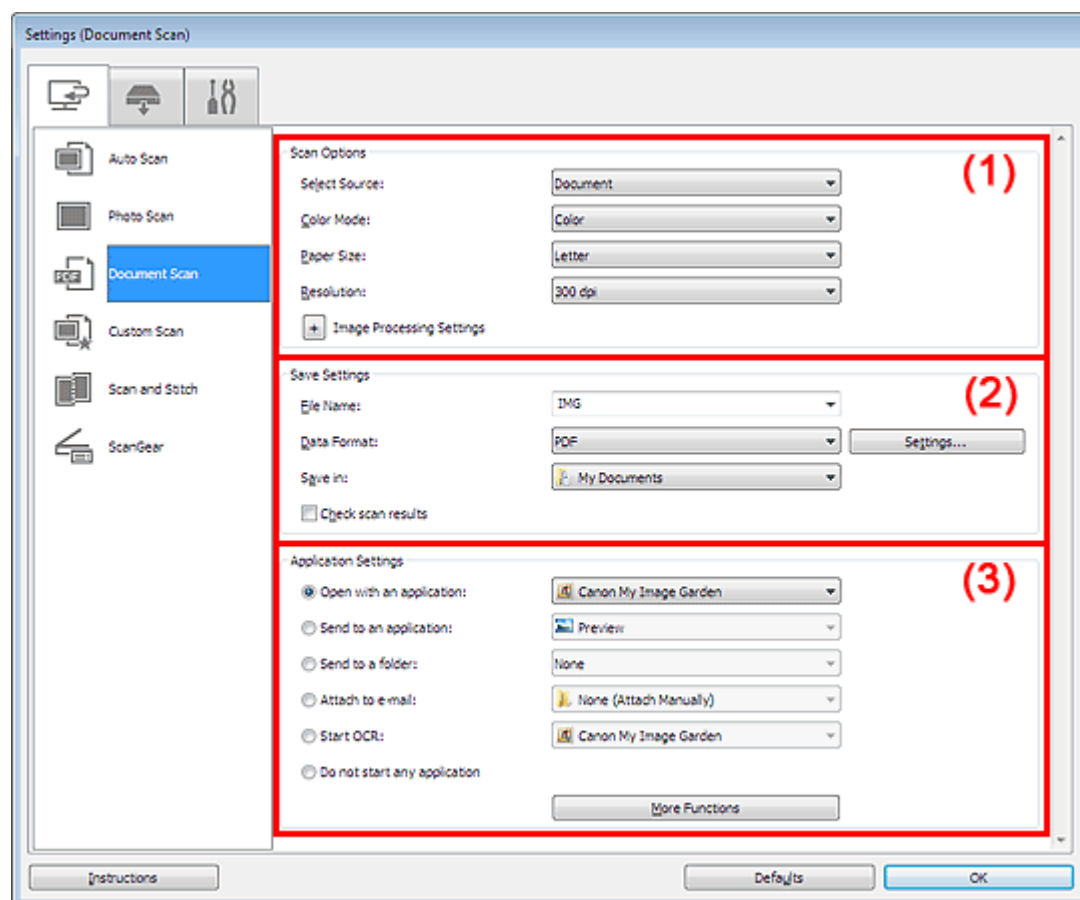 Settings (Document Scan)
Auto Scan
Photo Scan
PDF
Document Scan
Custom Scan
Scan and Stitch
ScanGear
Scan Options
(1)
Select Source: Document
Color Mode: Color
Paper Size: Letter
Resolution: 300 dpi
+ Image Processing Settings
Save Settings
(2)
File Name: IMG
Data Format: PDF Settings...
Save in: My Documents
Check scan results
Application Settings
(3)
Open with an application: Canon My Image Garden
Send to an application: Preview
Send to a folder: None
Attach to e-mail: None (Attach Manually)
Start OCR: Canon My Image Garden
Do not start any application
More Functions
Instructions Defaults OK